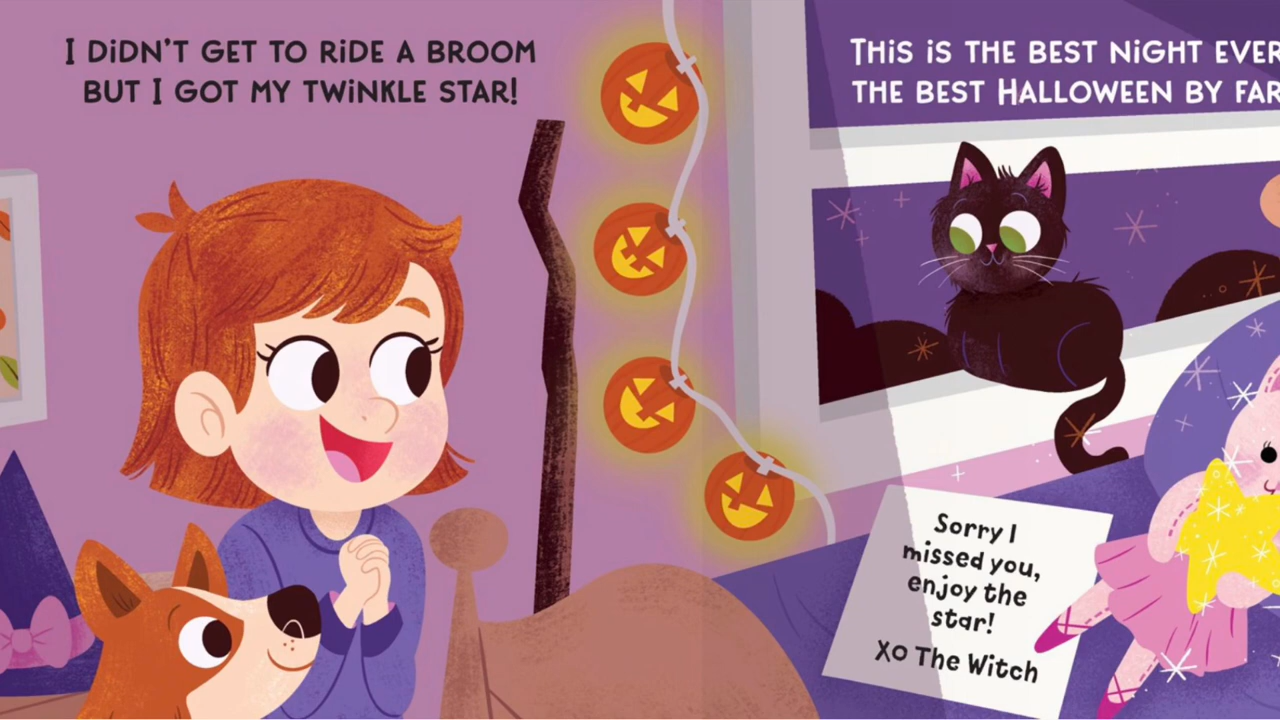 I DiDN'T GET TO RiDE A BROOM
BUT I GOT MY TWiNKLE STAR!
THiS iS THE BEST NiGHT EVER
THE BEST HALLOWEEN BY FAR
Sorry I
missed you,
enjoy the
star!
XO The Witch